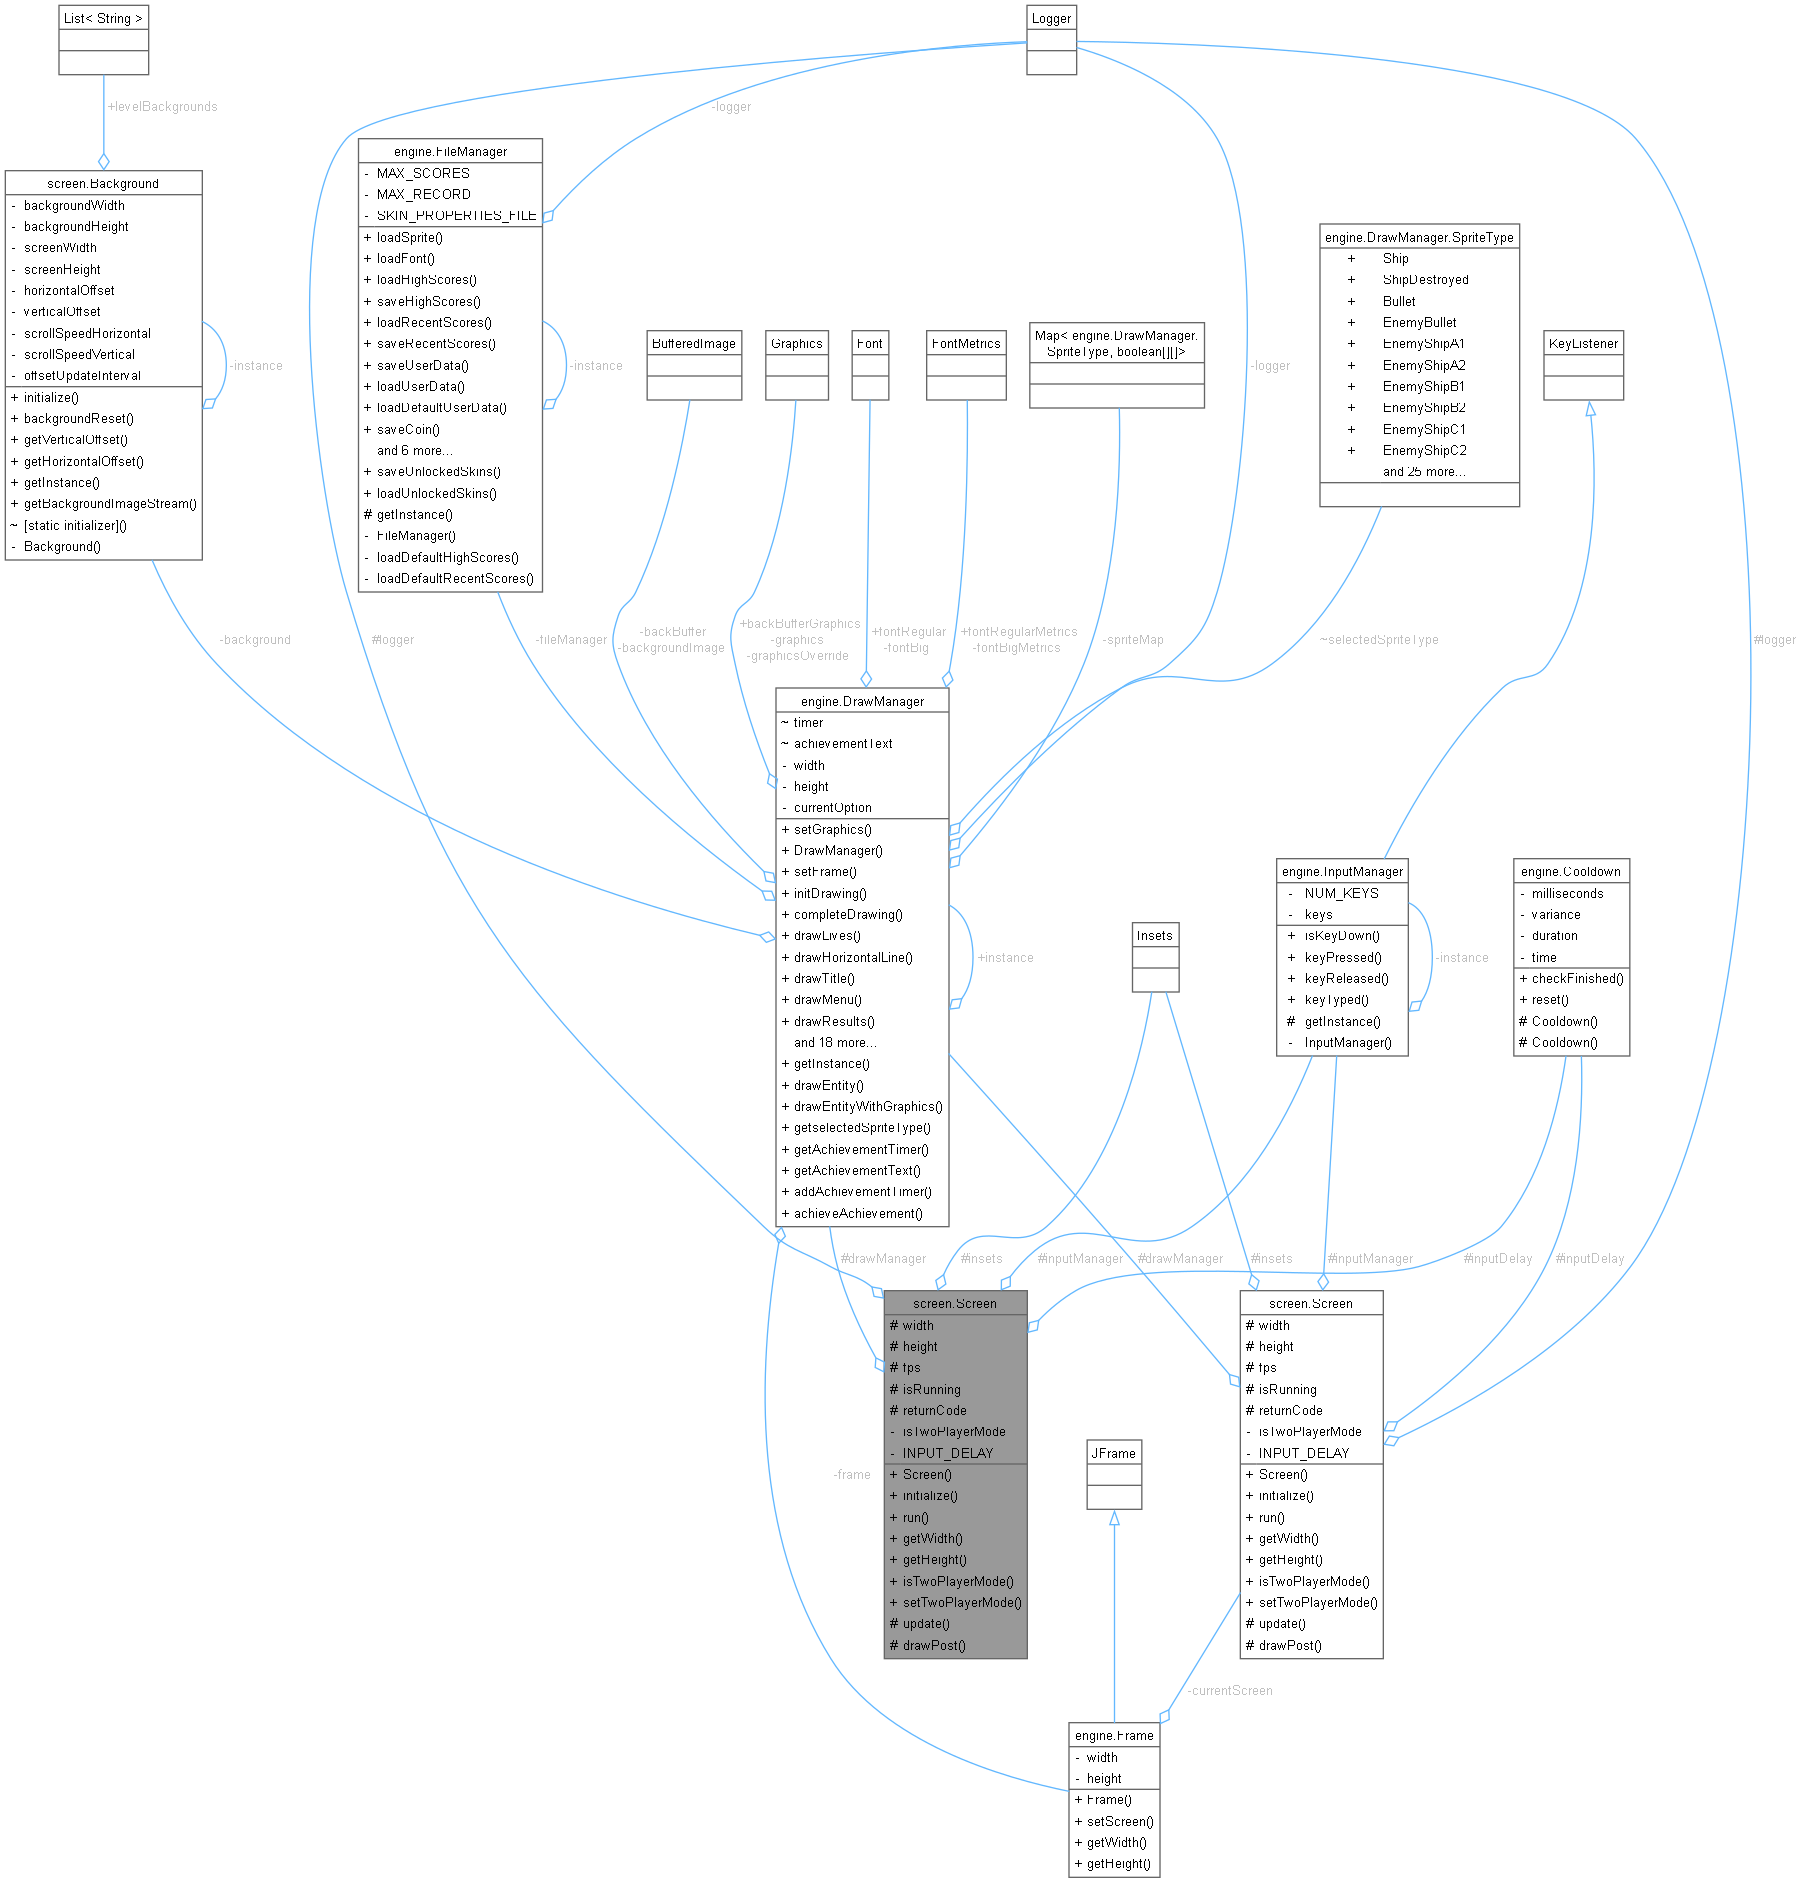 List< String >
+levelBackgrounds
screen.Background
- backgroundWidth
- backgroundHeight
- screenWidth
- screenHeight
- horizontalOffset
- verticalOffset
- scrollSpeedHorizontal
- scrollSpeedVertical
- offsetUpdateInterval
+ initialize()
+ backgroundReset()
+ getVerticalOffset()
+ getHorizontalOffset()
+ getInstance()
+ getBackgroundImageStream()
~ [static initializer]()
- Background()
-instance
-background
Logger
-logger
#logger
-logger
#logger
engine.FileManager
- MAX_SCORES
- MAX_RECORD
- SKIN_PROPERTIES_FILE
+ loadSprite()
+ loadFont()
+ loadHighScores()
+ saveHighScores()
+ loadRecentScores()
+ saveRecentScores()
+ saveUserData()
+ loadUserData()
+ loadDefaultUserData()
+ saveCoin()
and 6 more...
+ saveUnlockedSkins()
+ loadUnlockedSkins()
# getInstance()
- FileManager()
- loadDefaultHighScores()
- loadDefaultRecentScores()
-instance
-fileManager
BufferedImage
-backBuffer
-backgroundImage
Graphics
+backBufferGraphics
-graphics
-graphicsOverride
Font
+fontRegular
-fontBig
FontMetrics
+fontRegularMetrics
-fontBigMetrics
Map< engine.DrawManager.
SpriteType, boolean[][]>
-spriteMap
engine.DrawManager.SpriteType
+ Ship
+ ShipDestroyed
+ Bullet
+ EnemyBullet
+ EnemyShipA1
+ EnemyShipA2
+ EnemyShipB1
+ EnemyShipB2
+ EnemyShipC1
+ EnemyShipC2
and 25 more...
~selectedSpriteType
KeyListener
engine.DrawManager
~ timer
~ achievementText
- width
- height
- currentOption
+ setGraphics()
+ DrawManager()
+ setFrame()
+ initDrawing()
+ completeDrawing()
+ drawLives()
+ drawHorizontalLine()
+ drawTitle()
+ drawMenu()
+ drawResults()
and 18 more...
+ getInstance()
+ drawEntity()
+ drawEntityWithGraphics()
+ getselectedSpriteType()
+ getAchievementTimer()
+ getAchievementText()
+ addAchievementTimer()
+ achieveAchievement()
+instance
Insets
engine.InputManager
- NUM_KEYS
- keys
+ isKeyDown()
+ keyPressed()
+ keyReleased()
+ keyTyped()
# getInstance()
- InputManager()
-instance
engine.Cooldown
- milliseconds
- variance
- duration
- time
+ checkFinished()
+ reset()
# Cooldown()
# Cooldown()
#drawManager
#insets
#inputManager
#drawManager
#insets
#inputManager
#inputDelay
#inputDelay
screen.Screen
# width
# height
# fps
# isRunning
# returnCode
- isTwoPlayerMode
- INPUT_DELAY
+ Screen()
+ initialize()
+ run()
+ getWidth()
+ getHeight()
+ isTwoPlayerMode()
+ setTwoPlayerMode()
# update()
# drawPost()
screen.Screen
# width
# height
# fps
# isRunning
# returnCode
- isTwoPlayerMode
- INPUT_DELAY
+ Screen()
+ initialize()
+ run()
+ getWidth()
+ getHeight()
+ isTwoPlayerMode()
+ setTwoPlayerMode()
# update()
# drawPost()
-frame
JFrame
-currentScreen
engine.Frame
- width
- height
+ Frame()
+ setScreen()
+ getWidth()
+ getHeight()